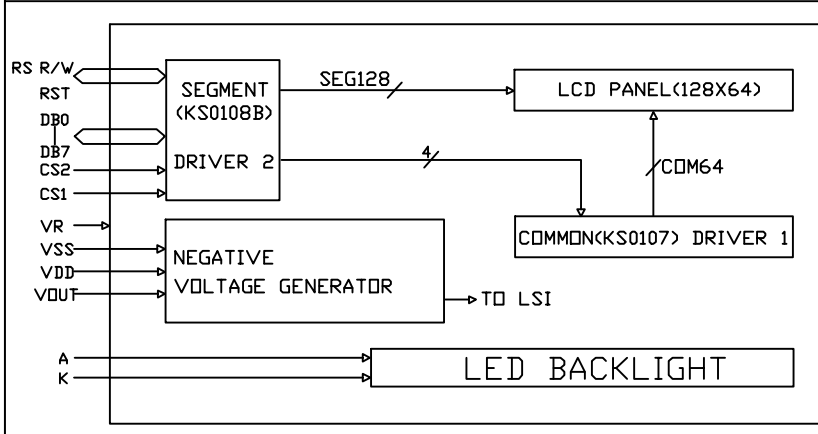 RS R/W
RST
DB0
DB7
CS2
CS1
VR
VSS
VDD
VOUT
A
K
SEGMENT
(KS0108B)
DRIVER 2
SEG128
4
LCD PANEL(128X64)
COM64
COMMON(KS0107) DRIVER 1
NEGATIVE
VOLTAGE GENERATOR
TO LSI
LED BACKLIGHT